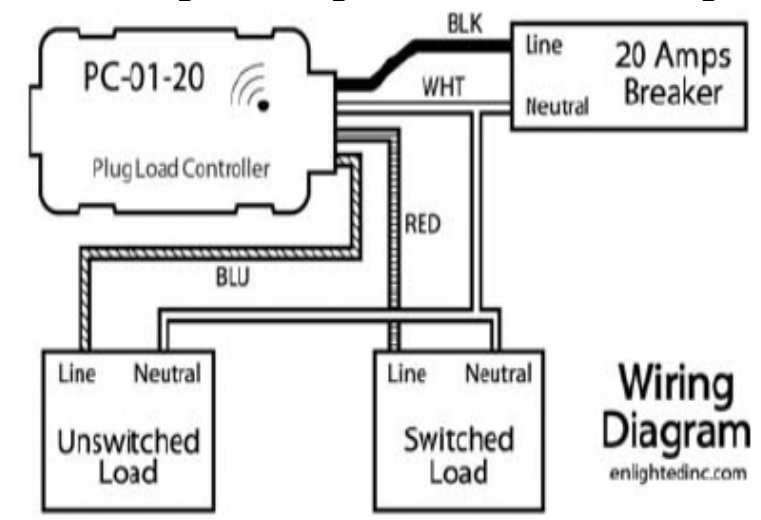 BLK
Line
20 Amps
Breaker
PC-01-20
WHT
Neutral
Plug Load Controller
RED
BLU
Line Neutral
Unswitched
Load
Line Neutral
Switched
Load
Wiring
Diagram
enlightedinc.com